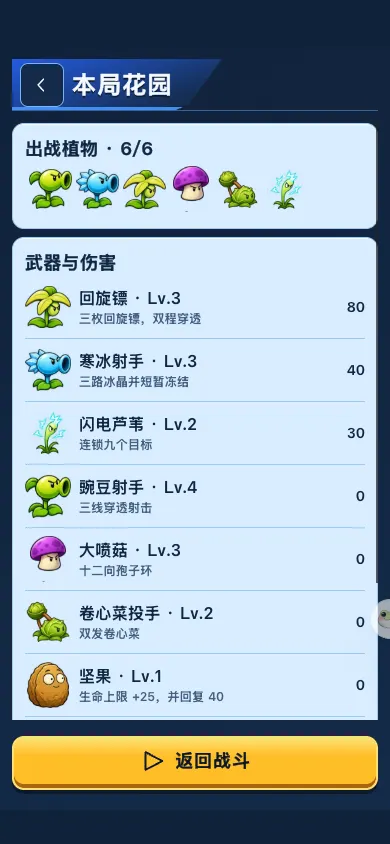 本局花园
出战植物 · 6/6
武器与伤害
回旋镖 · Lv.3
三枚回旋镖，双程穿透
80
寒冰射手 · Lv.3
三路冰晶并短暂冻结
40
闪电芦苇 · Lv.2
连锁九个目标
30
豌豆射手 · Lv.4
三线穿透射击
0
大喷菇 · Lv.3
十二向孢子环
0
卷心菜投手 · Lv.2
双发卷心菜
0
坚果 · Lv.1
生命上限 +25，并回复 40
0
返回战斗